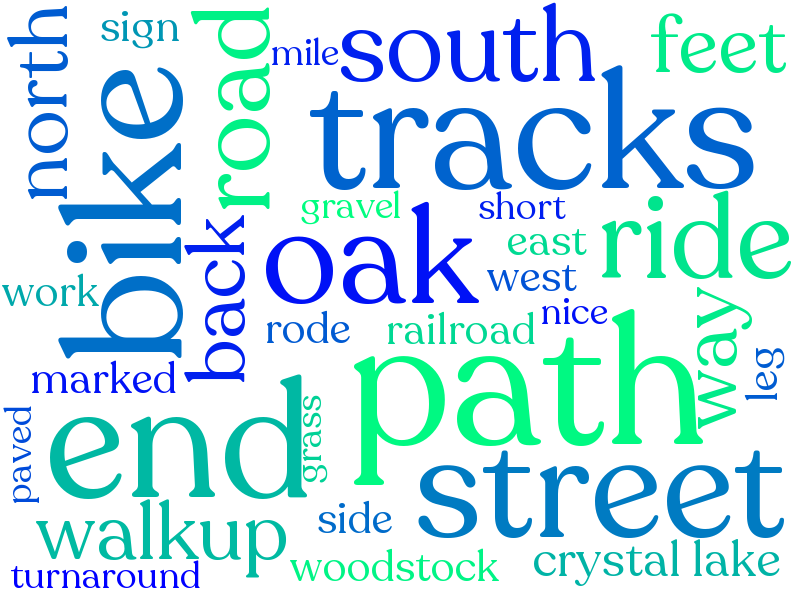 north
sign
bike
road
mile
south
feet
tracks
gravel
short
oak
east
ride
back
work
west
rode
railroad
nice
way
leg
marked
path
paved
end
grass
street
walkup
side
turnaround
woodstock
crystal lake